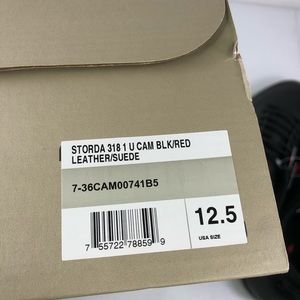 STORDA 318 1 U CAM BLK/RED
LEATHER/SUEDE
7-36CAM00741B5
7 55722 78859 9
12.5
USA SIZE